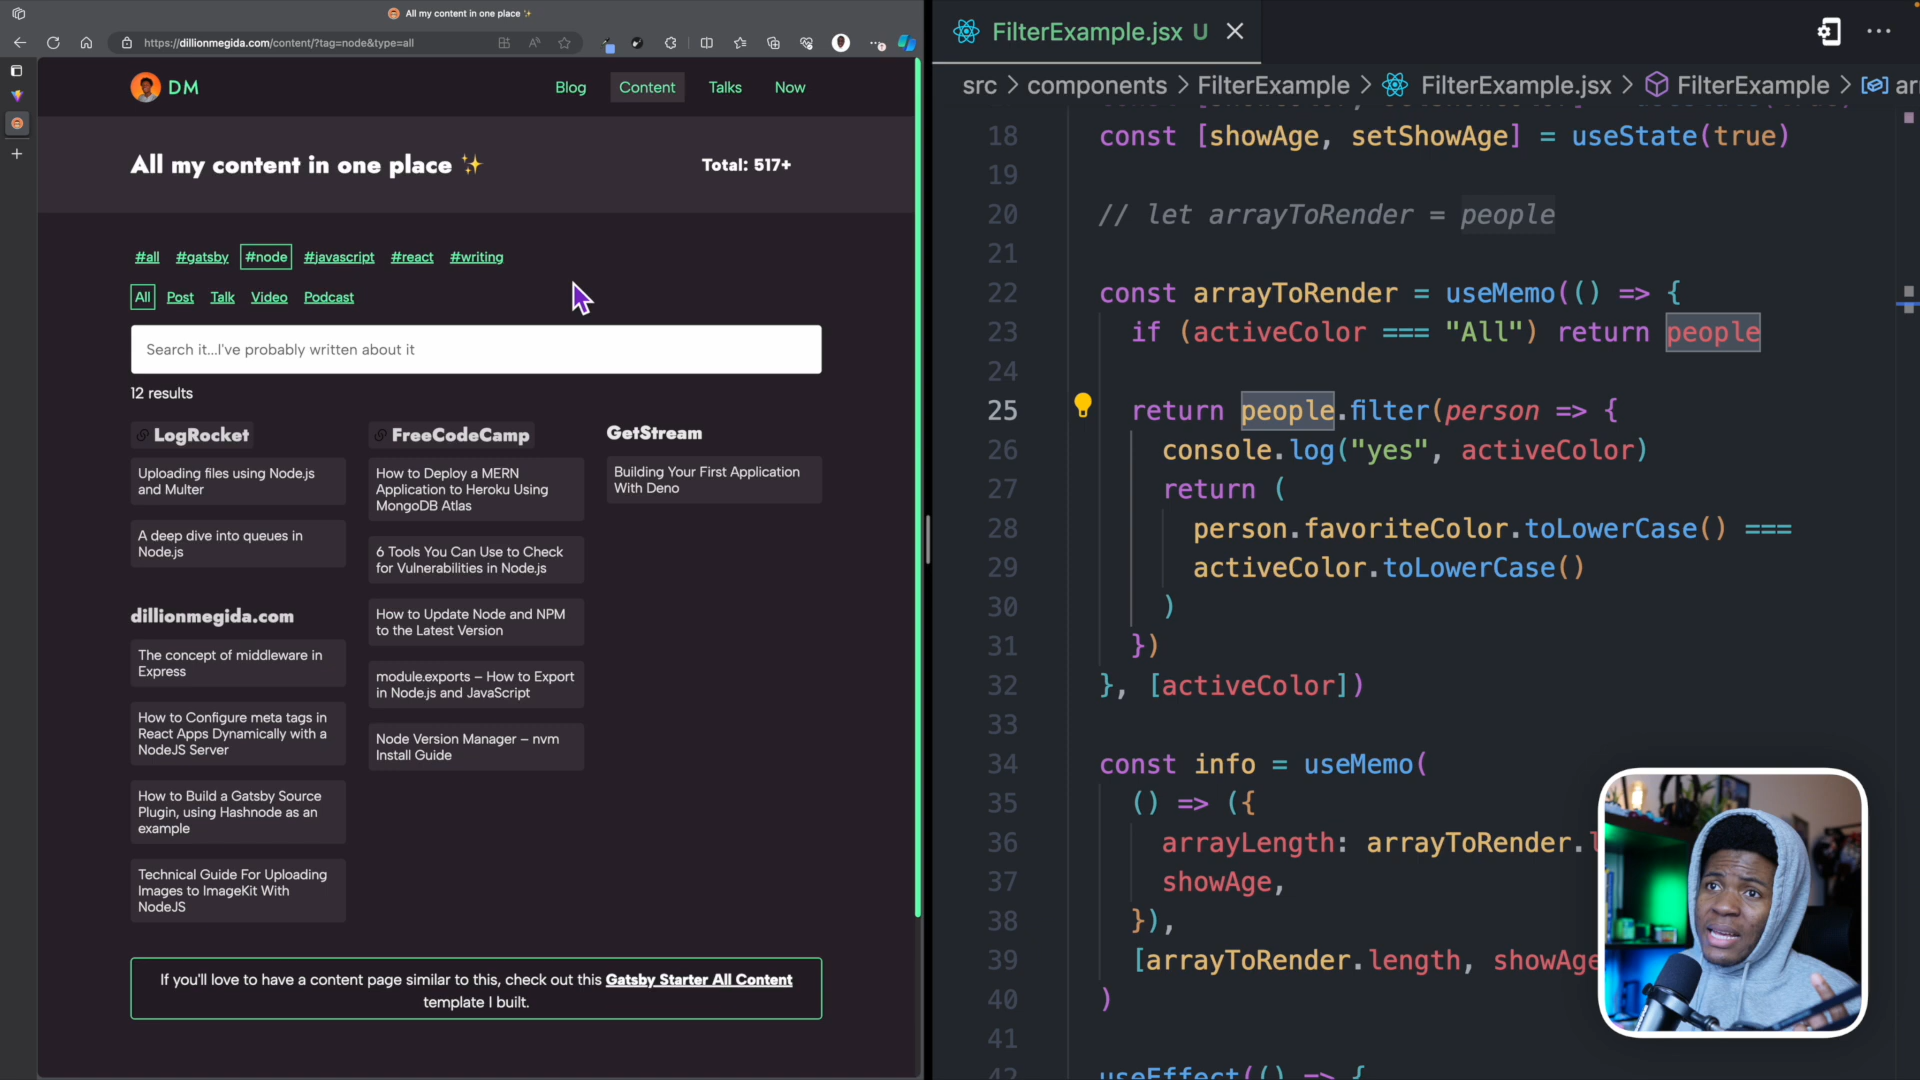 All my content in one place ✨
https://dillionmegida.com/content/?tag=node&type=all
DM
Blog
Content
Talks
Now
All my content in one place ✨
Total: 517+
#all
#gatsby
#node
#javascript
#react
#writing
All
Post
Talk
Video
Podcast
Search it...I've probably written about it
12 results
LogRocket
Uploading files using Node.js
and Multer
A deep dive into queues in
Node.js
dillionmegida.com
The concept of middleware in
Express
How to Configure meta tags in
React Apps Dynamically with a
NodeJS Server
How to Build a Gatsby Source
Plugin, using Hashnode as an
example
Technical Guide For Uploading
Images to ImageKit With
NodeJS
FreeCodeCamp
How to Deploy a MERN
Application to Heroku Using
MongoDB Atlas
6 Tools You Can Use to Check
for Vulnerabilities in Node.js
How to Update Node and NPM
to the Latest Version
module.exports – How to Export
in Node.js and JavaScript
Node Version Manager – nvm
Install Guide
GetStream
Building Your First Application
With Deno
If you'll love to have a content page similar to this, check out this Gatsby Starter All Content
template I built.
FilterExample.jsx U
src > components > FilterExample > FilterExample.jsx > FilterExample > ar
18 const [showAge, setShowAge] = useState(true)
19
20 // let arrayToRender = people
21
22 const arrayToRender = useMemo(() => {
23 if (activeColor === "All") return people
24
25 return people.filter(person => {
26 console.log("yes", activeColor)
27 return (
28 person.favoriteColor.toLowerCase() ===
29 activeColor.toLowerCase()
30 )
31 })
32 }, [activeColor])
33
34 const info = useMemo(
35 () => ({
36 arrayLength: arrayToRender.
37 showAge,
38 }),
39 [arrayToRender.length, showAge
40 )
41
42 useEffect(() => {